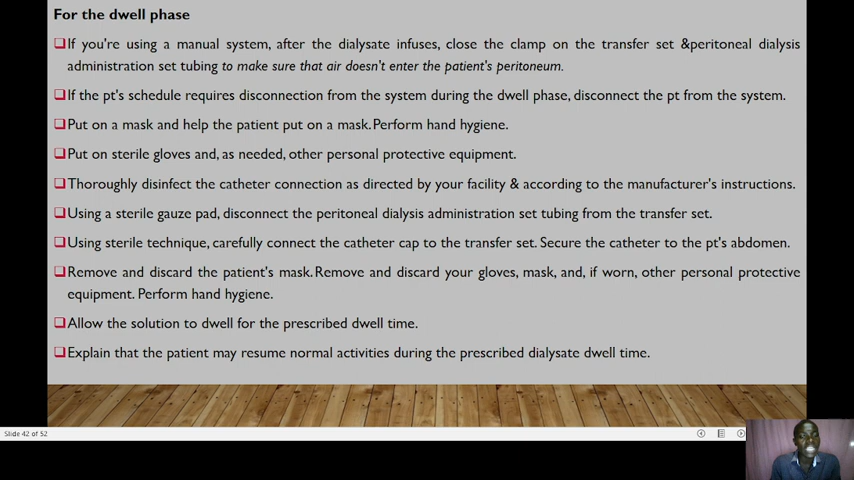 For the dwell phase
If you're using a manual system, after the dialysate infuses, close the clamp on the transfer set &peritoneal dialysis
administration set tubing to make sure that air doesn't enter the patient's peritoneum.
If the pt's schedule requires disconnection from the system during the dwell phase, disconnect the pt from the system.
Put on a mask and help the patient put on a mask. Perform hand hygiene.
Put on sterile gloves and, as needed, other personal protective equipment.
Thoroughly disinfect the catheter connection as directed by your facility & according to the manufacturer's instructions.
Using a sterile gauze pad, disconnect the peritoneal dialysis administration set tubing from the transfer set.
Using sterile technique, carefully connect the catheter cap to the transfer set. Secure the catheter to the pt's abdomen.
Remove and discard the patient's mask. Remove and discard your gloves, mask, and, if worn, other personal protective
equipment. Perform hand hygiene.
Allow the solution to dwell for the prescribed dwell time.
Explain that the patient may resume normal activities during the prescribed dialysate dwell time.
Slide 42 of 52